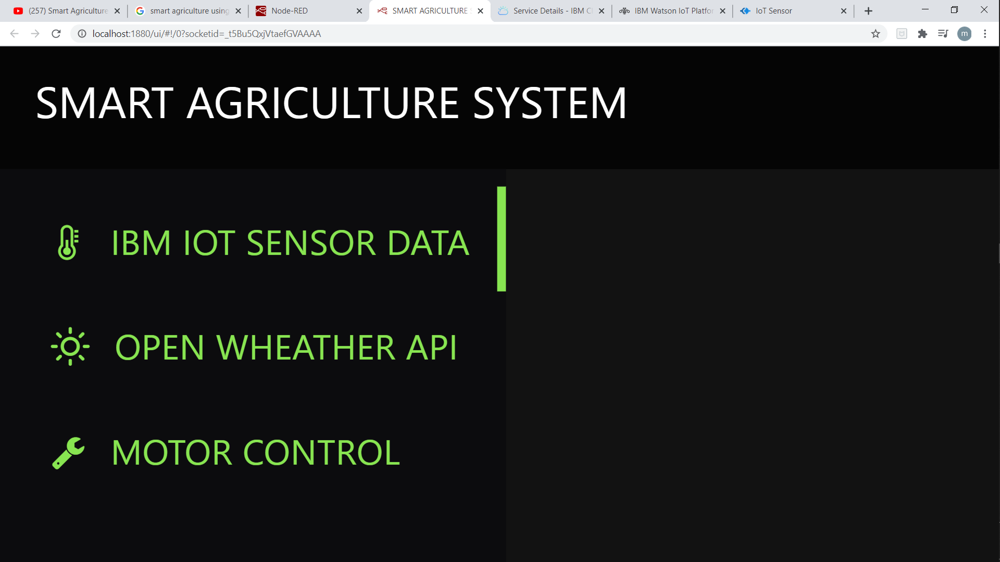 (257) Smart Agriculture
smart agriculture using
Node-RED
SMART AGRICULTURE S
Service Details - IBM Cl
IBM Watson IoT Platfor
IoT Sensor
localhost:1880/ui/#!/0?socketid=_t5Bu5QxjVtaefGVAAAA
m
SMART AGRICULTURE SYSTEM
IBM IOT SENSOR DATA
OPEN WHEATHER API
MOTOR CONTROL